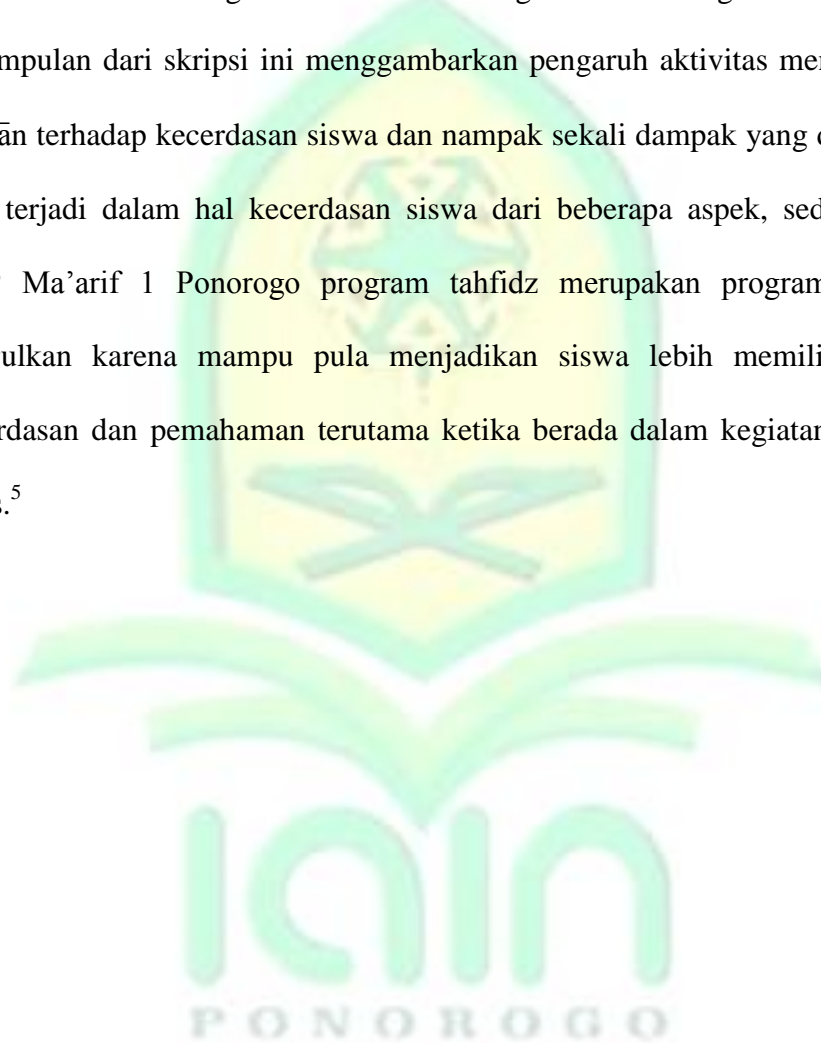 mpulan dari skripsi ini menggambarkan pengaruh aktivitas
ān terhadap kecerdasan siswa dan nampak sekali dampak yang
terjadi dalam hal kecerdasan siswa dari beberapa aspek, sed
Ma’arif 1 Ponorogo program tahfidz merupakan program
ulkan karena mampu pula menjadikan siswa lebih memili
rdasan dan pemahaman terutama ketika berada dalam kegiatan
.⁵
IAIN
PONOROGO